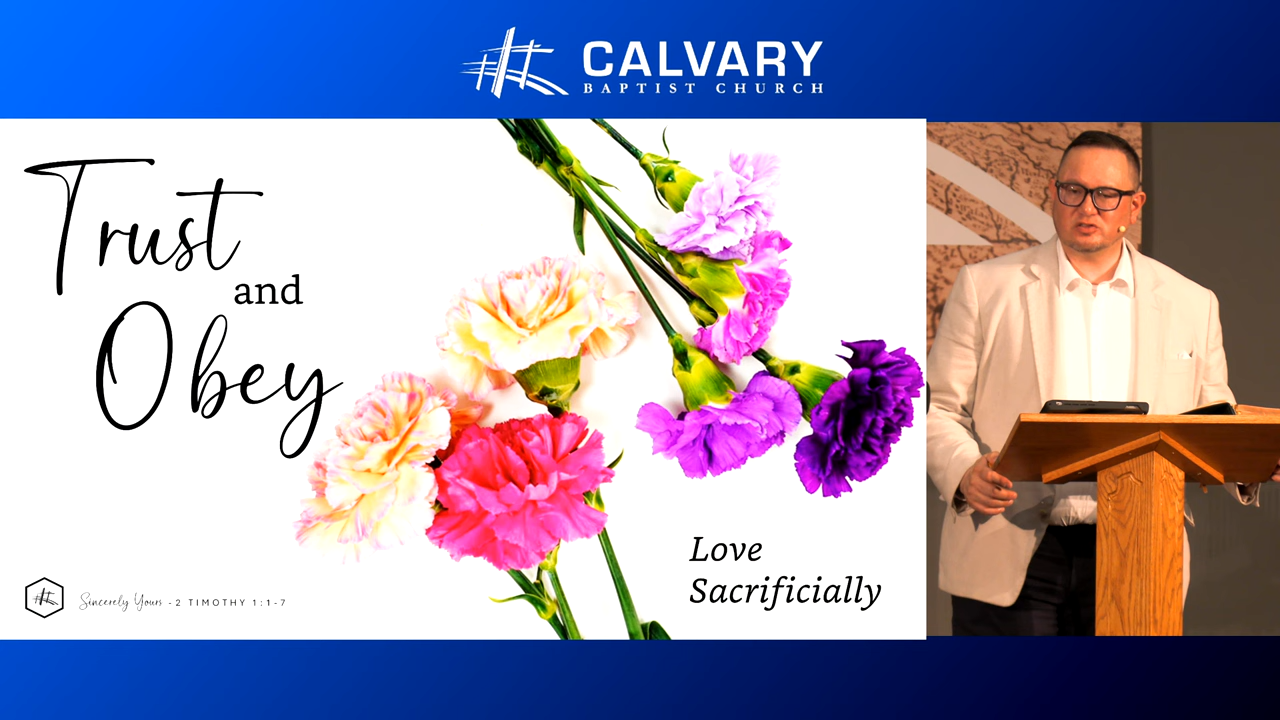 CALVARY
BAPTIST CHURCH
Trust
and
Obey
Love
Sacrificially
Sincerely Yours - 2 TIMOTHY 1:1-7